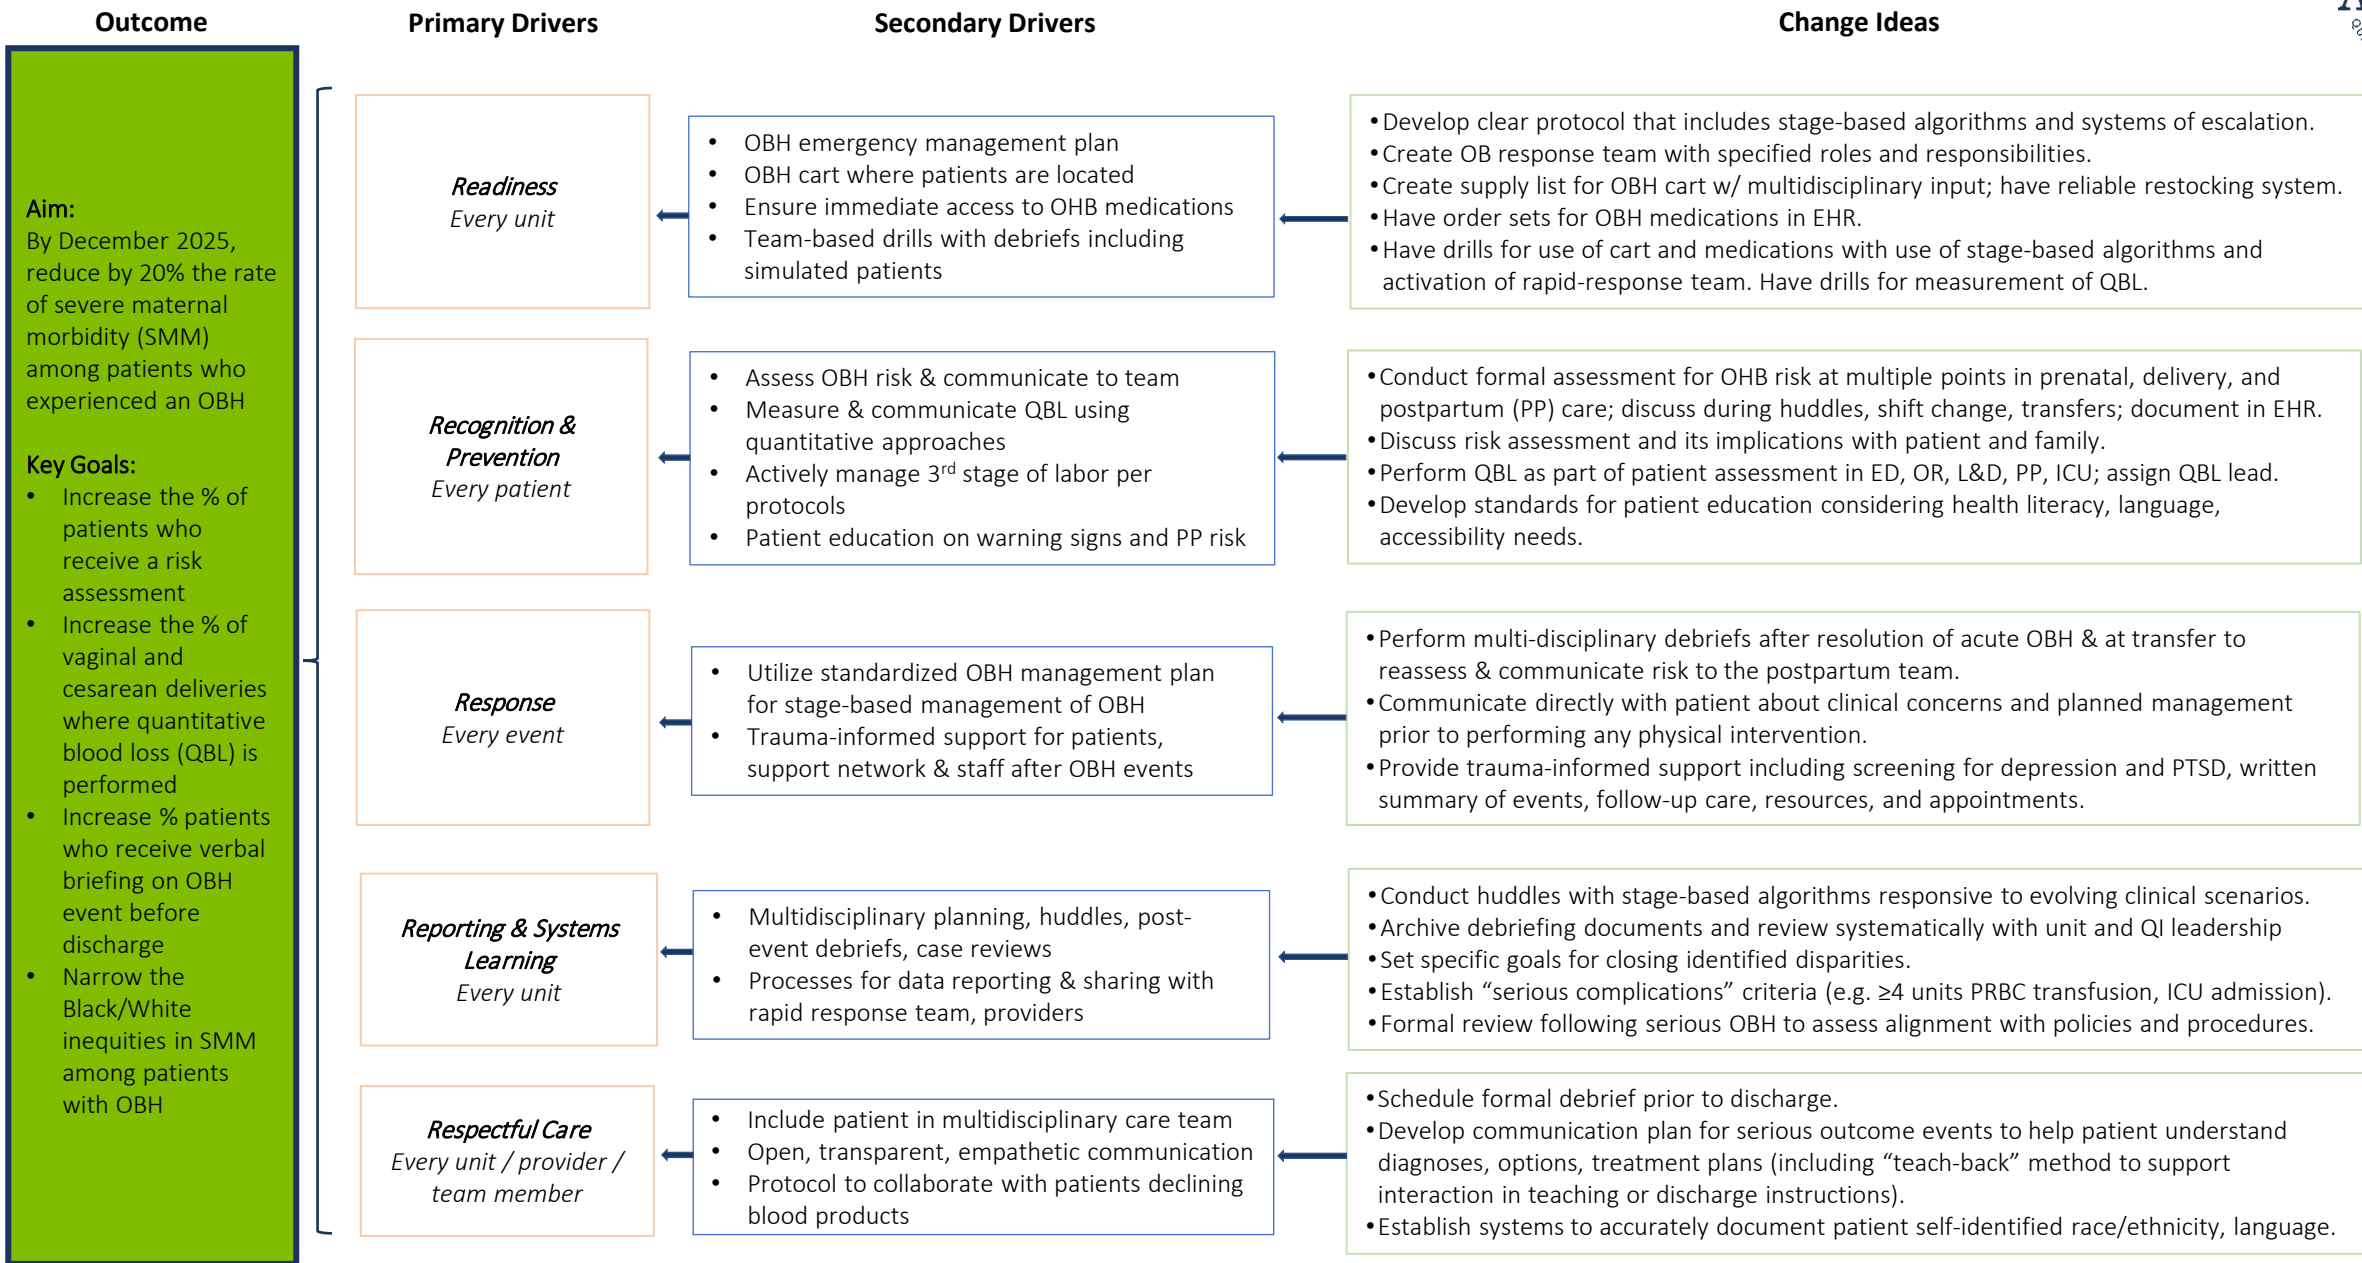 Outcome
Primary Drivers
Secondary Drivers
Change Ideas
Aim:
By December 2025,
reduce by 20% the rate
of severe maternal
morbidity (SMM)
among patients who
experienced an OBH
Key Goals:
• Increase the % of
patients who
receive a risk
assessment
• Increase the % of
vaginal and
cesarean deliveries
where quantitative
blood loss (QBL) is
performed
• Increase % patients
who receive verbal
briefing on OBH
event before
discharge
• Narrow the
Black/White
inequities in SMM
among patients
with OBH
Readiness
Every unit
• OBH emergency management plan
• OBH cart where patients are located
• Ensure immediate access to OHB medications
• Team-based drills with debriefs including
simulated patients
• Develop clear protocol that includes stage-based algorithms and systems of escalation.
• Create OB response team with specified roles and responsibilities.
• Create supply list for OBH cart w/ multidisciplinary input; have reliable restocking system.
• Have order sets for OBH medications in EHR.
• Have drills for use of cart and medications with use of stage-based algorithms and
activation of rapid-response team. Have drills for measurement of QBL.
Recognition &
Prevention
Every patient
• Assess OBH risk & communicate to team
• Measure & communicate QBL using
quantitative approaches
• Actively manage 3rd stage of labor per
protocols
• Patient education on warning signs and PP risk
• Conduct formal assessment for OHB risk at multiple points in prenatal, delivery, and
postpartum (PP) care; discuss during huddles, shift change, transfers; document in EHR.
• Discuss risk assessment and its implications with patient and family.
• Perform QBL as part of patient assessment in ED, OR, L&D, PP, ICU; assign QBL lead.
• Develop standards for patient education considering health literacy, language,
accessibility needs.
Response
Every event
• Utilize standardized OBH management plan
for stage-based management of OBH
• Trauma-informed support for patients,
support network & staff after OBH events
• Perform multi-disciplinary debriefs after resolution of acute OBH & at transfer to
reassess & communicate risk to the postpartum team.
• Communicate directly with patient about clinical concerns and planned management
prior to performing any physical intervention.
• Provide trauma-informed support including screening for depression and PTSD, written
summary of events, follow-up care, resources, and appointments.
Reporting & Systems
Learning
Every unit
• Multidisciplinary planning, huddles, post-
event debriefs, case reviews
• Processes for data reporting & sharing with
rapid response team, providers
• Conduct huddles with stage-based algorithms responsive to evolving clinical scenarios.
• Archive debriefing documents and review systematically with unit and QI leadership
• Set specific goals for closing identified disparities.
• Establish “serious complications” criteria (e.g. ≥4 units PRBC transfusion, ICU admission).
• Formal review following serious OBH to assess alignment with policies and procedures.
Respectful Care
Every unit / provider /
team member
• Include patient in multidisciplinary care team
• Open, transparent, empathetic communication
• Protocol to collaborate with patients declining
blood products
• Schedule formal debrief prior to discharge.
• Develop communication plan for serious outcome events to help patient understand
diagnoses, options, treatment plans (including “teach-back” method to support
interaction in teaching or discharge instructions).
• Establish systems to accurately document patient self-identified race/ethnicity, language.